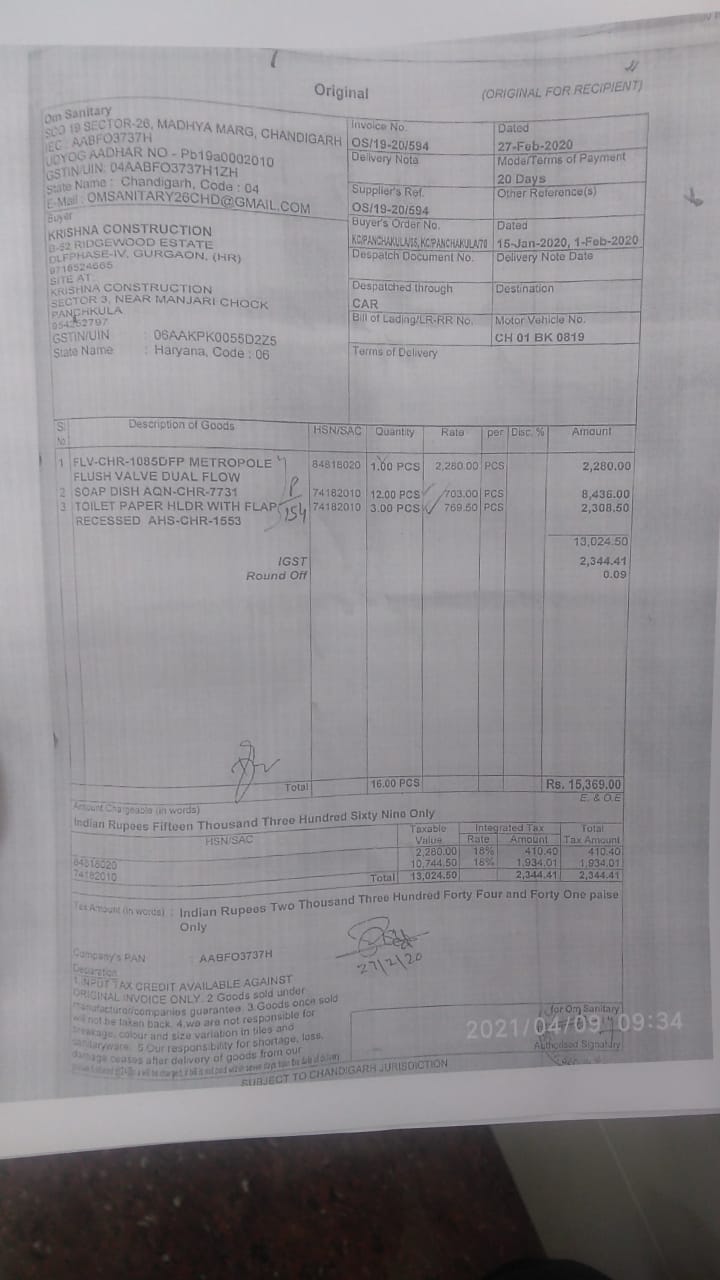 Original
(ORIGINAL FOR RECIPIENT)
Om Sanitary
SCO 19 SECTOR-26, MADHYA MARG, CHANDIGARH
IEC : AABFO3737H
UDYOG AADHAR NO - Pb19a0002010
GSTIN/UIN: 04AABFO3737H1ZH
State Name : Chandigarh, Code : 04
E-Mail : OMSANITARY26CHD@GMAIL.COM
Buyer
KRISHNA CONSTRUCTION
B-52 RIDGEWOOD ESTATE
DLFPHASE-IV, GURGAON, (HR)
9716524665
SITE AT
KRISHNA CONSTRUCTION
SECTOR 3, NEAR MANJARI CHOCK
PANCHKULA
GSTIN/UIN : 06AAKPK0055D2Z5
State Name : Haryana, Code : 06
Invoice No. Dated
OS/19-20/594 27-Feb-2020
Delivery Note Mode/Terms of Payment
20 Days
Supplier's Ref. Other Reference(s)
OS/19-20/594
Buyer's Order No. Dated
KC/PANCHAKULA/55, KC/PANCHAKULA/70 15-Jan-2020, 1-Feb-2020
Despatch Document No. Delivery Note Date
Despatched through Destination
CAR
Bill of Lading/LR-RR No. Motor Vehicle No.
CH 01 BK 0819
Terms of Delivery
Sl No. Description of Goods HSN/SAC Quantity Rate per Disc. % Amount
1 FLV-CHR-1085DFP METROPOLE 84818020 1.00 PCS 2,280.00 PCS 2,280.00
FLUSH VALVE DUAL FLOW
2 SOAP DISH AQN-CHR-7731 74182010 12.00 PCS 703.00 PCS 8,436.00
3 TOILET PAPER HLDR WITH FLAP 74182010 3.00 PCS 769.50 PCS 2,308.50
RECESSED AHS-CHR-1553
P/154
13,024.50
IGST 2,344.41
Round Off 0.09
Total 16.00 PCS Rs. 15,369.00
E. & O.E
Amount Chargeable (in words)
Indian Rupees Fifteen Thousand Three Hundred Sixty Nine Only
HSN/SAC Taxable Value Integrated Tax Total Tax Amount
Rate Amount
84818020 2,280.00 18% 410.40 410.40
74182010 10,744.50 18% 1,934.01 1,934.01
Total 13,024.50 2,344.41 2,344.41
Tax Amount (in words) : Indian Rupees Two Thousand Three Hundred Forty Four and Forty One paise
Only
27/2/20
Company's PAN : AABFO3737H
Declaration
1.INPUT TAX CREDIT AVAILABLE AGAINST
ORIGINAL INVOICE ONLY. 2 Goods sold under
manufacturer/companies guarantee. 3.Goods once sold
will not be taken back. 4.we are not responsible for
breakage, colour and size variation in tiles and
sanitaryware. 5.Our responsibility for shortage, loss,
damage ceases after delivery of goods from our
for Om Sanitary
Authorised Signatory
SUBJECT TO CHANDIGARH JURISDICTION
2021/04/09 09:34